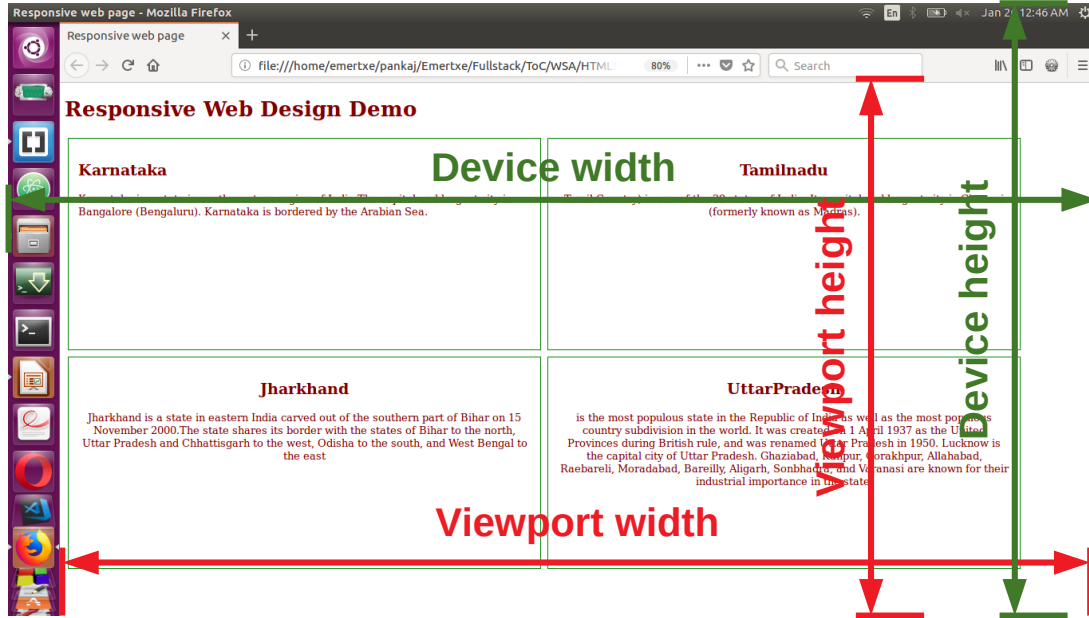 Responsive web page - Mozilla Firefox
En
Jan 2 12:46 AM
Responsive web page
file:///home/emertxe/pankaj/Emertxe/Fullstack/ToC/WSA/HTML
80%
Search
Responsive Web Design Demo
Device width
Karnataka
Bangalore (Bengaluru). Karnataka is bordered by the Arabian Sea.
Tamilnadu
(formerly known as Madras).
Viewport height
Device height
Jharkhand
Jharkhand is a state in eastern India carved out of the southern part of Bihar on 15
November 2000.The state shares its border with the states of Bihar to the north,
Uttar Pradesh and Chhattisgarh to the west, Odisha to the south, and West Bengal to
the east
UttarPradesh
is the most populous state in the Republic of India as well as the most populous
country subdivision in the world. It was created on 1 April 1937 as the United
Provinces during British rule, and was renamed Uttar Pradesh in 1950. Lucknow is
the capital city of Uttar Pradesh. Ghaziabad, Kanpur, Gorakhpur, Allahabad,
Raebareli, Moradabad, Bareilly, Aligarh, Sonbhadra, and Varanasi are known for their
industrial importance in the state
Viewport width